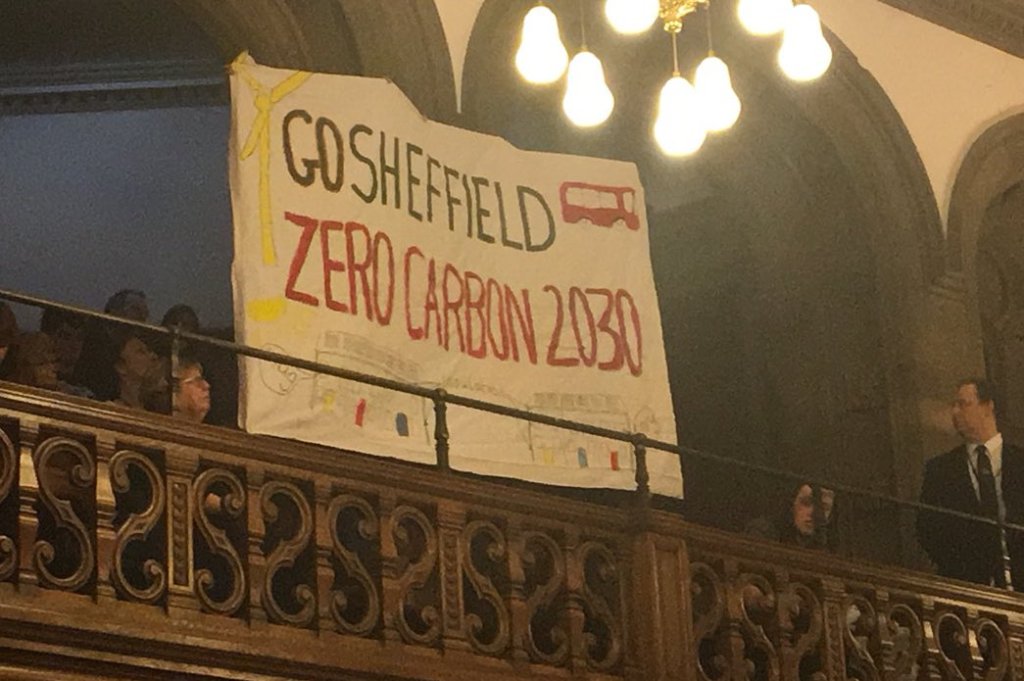 GO SHEFFIELD
ZERO CARBON 2030